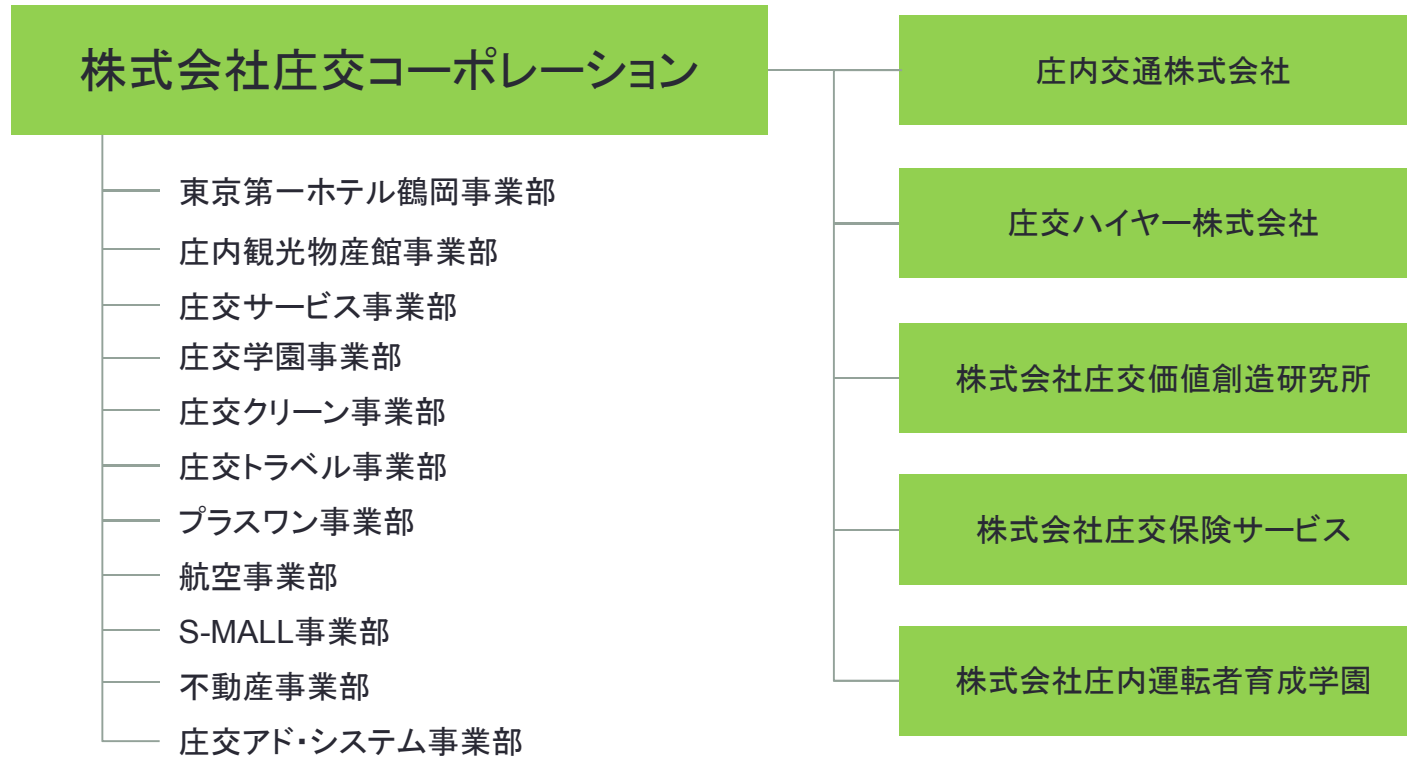 株式会社庄交コーポレーション
東京第一ホテル鶴岡事業部
庄内観光物産館事業部
庄交サービス事業部
庄交学園事業部
庄交クリーン事業部
庄交トラベル事業部
プラスワン事業部
航空事業部
S-MALL事業部
不動産事業部
庄交アド・システム事業部
庄内交通株式会社
庄交ハイヤー株式会社
株式会社庄交価値創造研究所
株式会社庄交保険サービス
株式会社庄内運転者育成学園